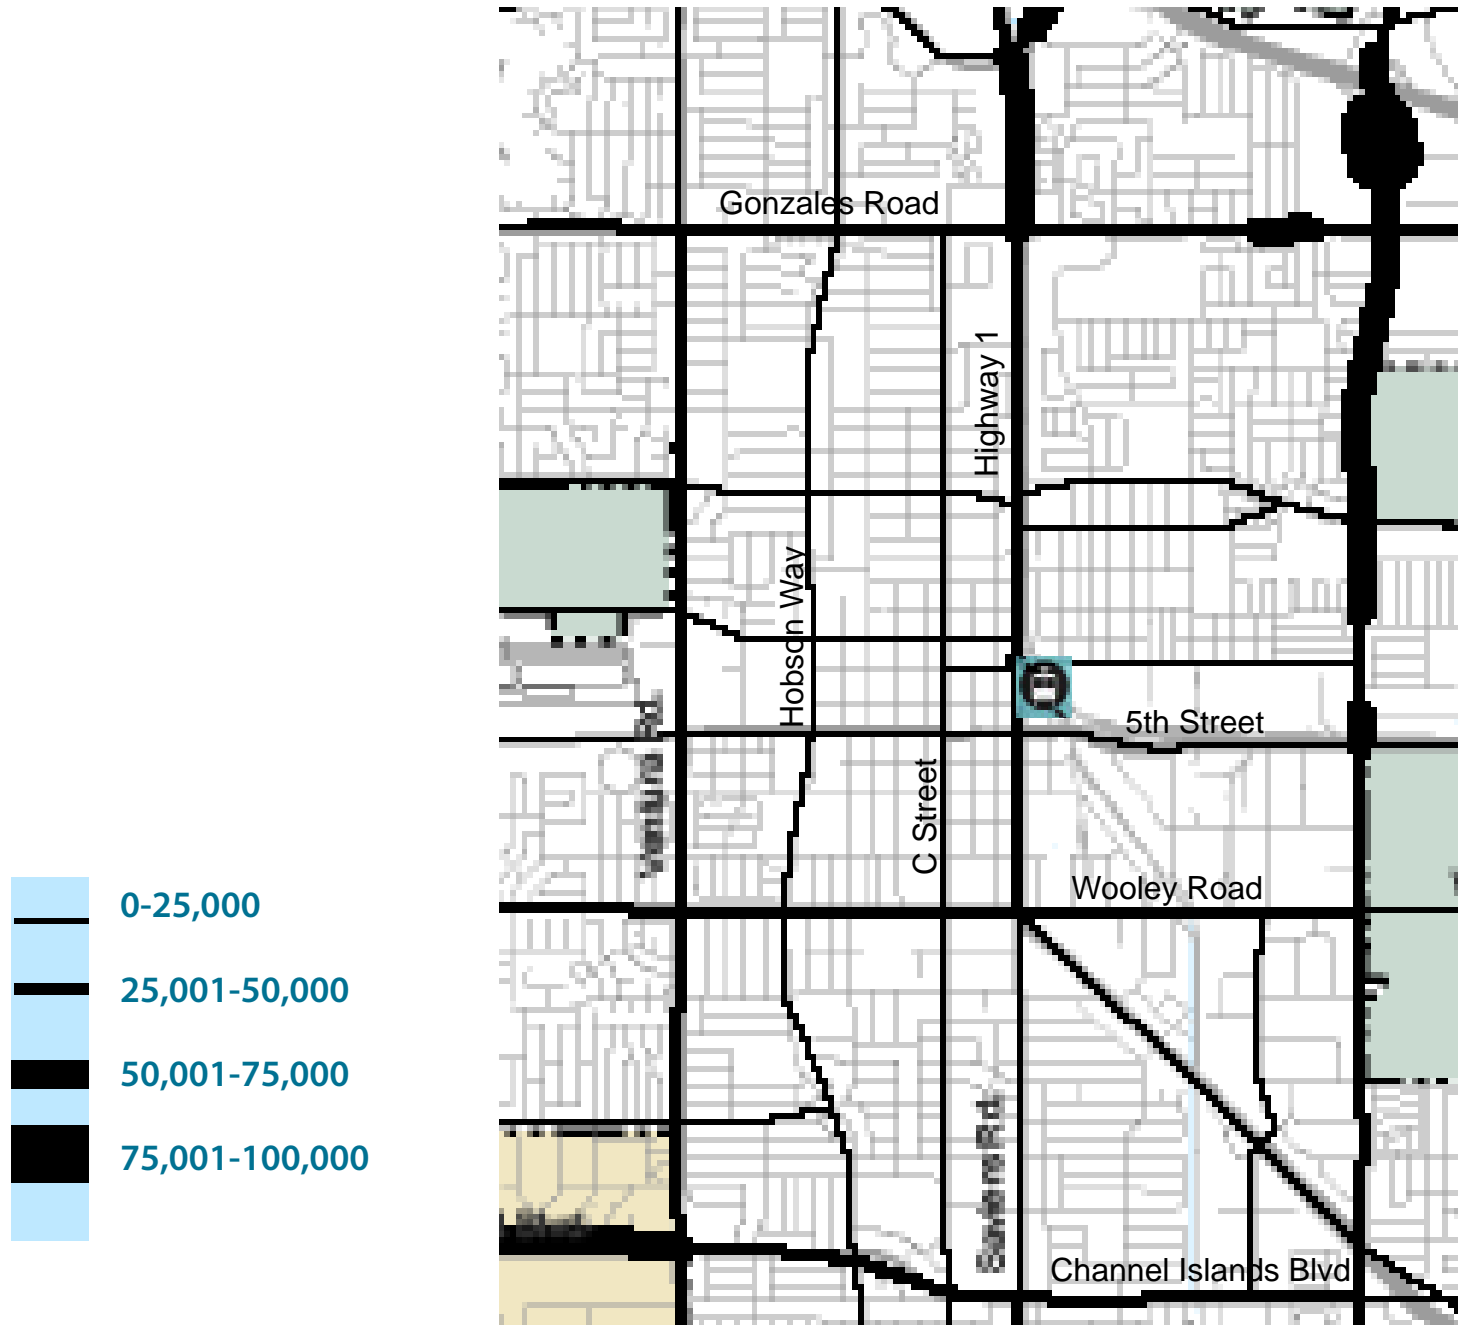 Gonzales Road
Highway 1
Hobson Way
Ventura Rd.
5th Street
C Street
Wooley Road
Saviers Rd.
Channel Islands Blvd
Blvd.
0-25,000
25,001-50,000
50,001-75,000
75,001-100,000